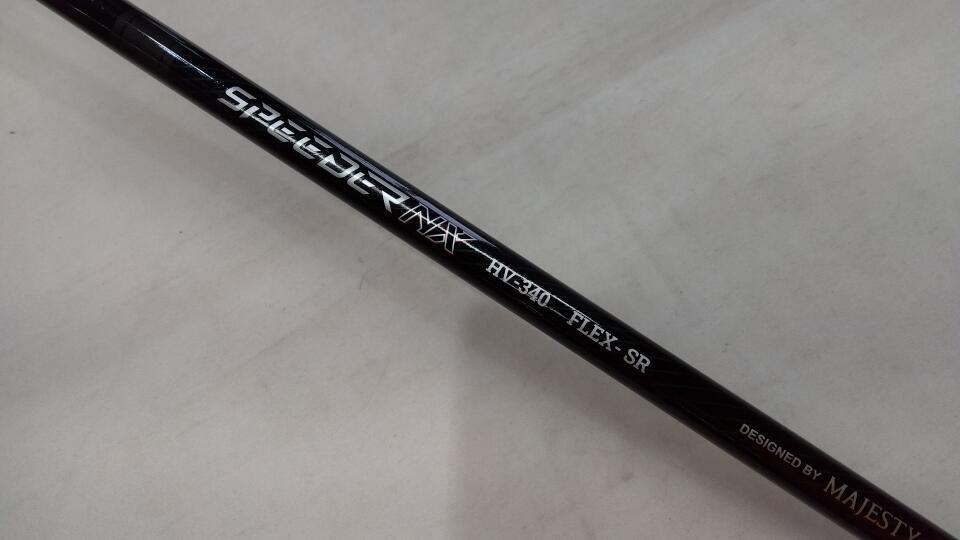 SPEEDER NX HV-340 FLEX-SR DESIGNED BY MAJESTY